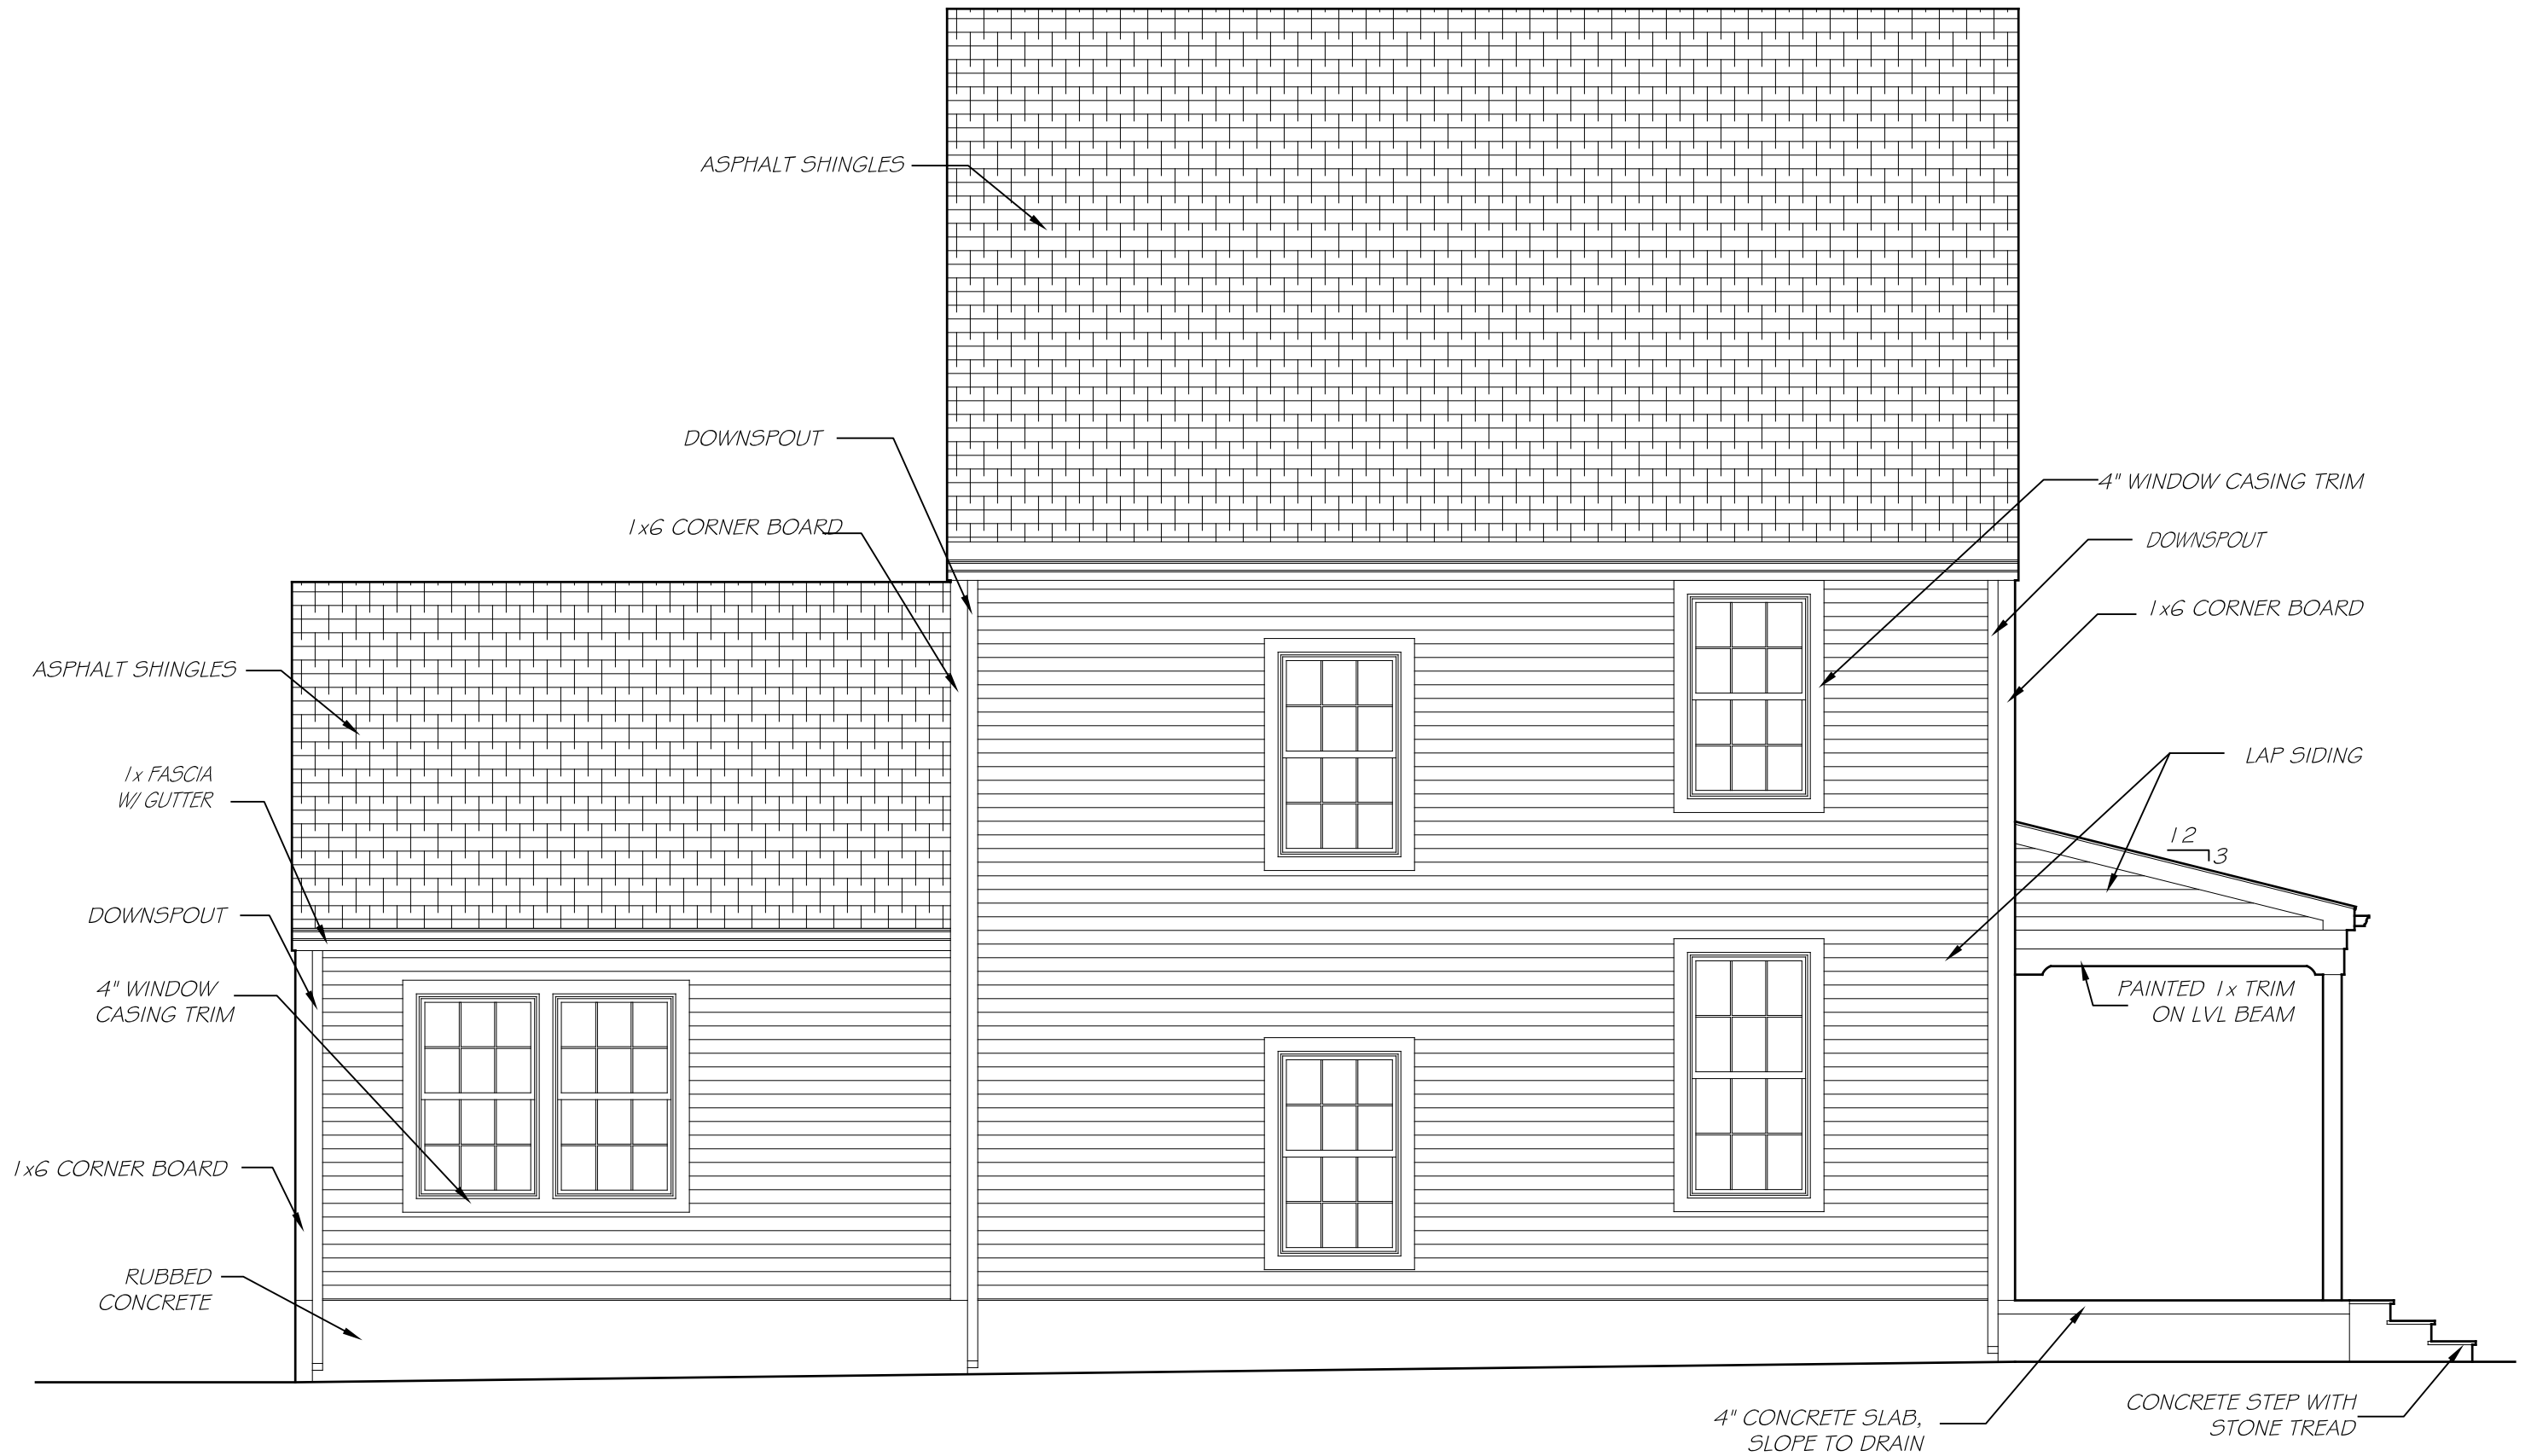 ASPHALT SHINGLES
DOWNSPOUT
4" WINDOW CASING TRIM
1x6 CORNER BOARD
DOWNSPOUT
1x6 CORNER BOARD
ASPHALT SHINGLES
LAP SIDING
1x FASCIA
W/ GUTTER
12
3
DOWNSPOUT
4" WINDOW
CASING TRIM
PAINTED 1x TRIM
ON LVL BEAM
1x6 CORNER BOARD
RUBBED
CONCRETE
4" CONCRETE SLAB,
SLOPE TO DRAIN
CONCRETE STEP WITH
STONE TREAD